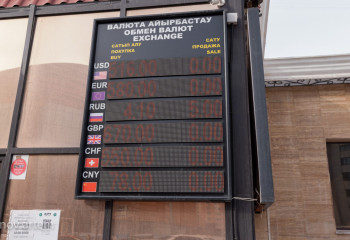 ВАЛЮТА АЙЫРБАСТАУ
ОБМЕН ВАЛЮТ
EXCHANGE
САТЫП АЛУ САТУ
ПОКУПКА ПРОДАЖА
BUY SALE
USD
EUR
RUB
GBP
CHF
CNY